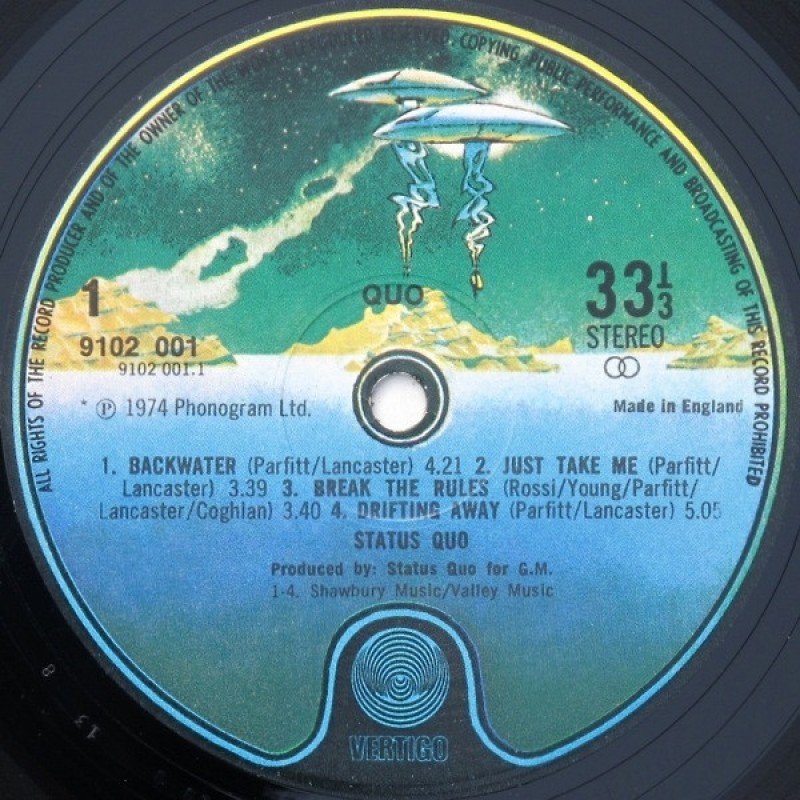 ALL RIGHTS OF THE RECORD PRODUCER AND OF THE OWNER OF THE WORK REPRODUCED RESERVED. COPYING, PUBLIC PERFORMANCE AND BROADCASTING OF THIS RECORD PROHIBITED
1
QUO
33⅓
9102 001
STEREO
9102 001.1
* Ⓟ 1974 Phonogram Ltd.
Made in England
1. BACKWATER (Parfitt/Lancaster) 4.21 2. JUST TAKE ME (Parfitt/
Lancaster) 3.39 3. BREAK THE RULES (Rossi/Young/Parfitt/
Lancaster/Coghlan) 3.40 4. DRIFTING AWAY (Parfitt/Lancaster) 5.05
STATUS QUO
Produced by: Status Quo for G.M.
1-4. Shawbury Music/Valley Music
VERTIGO